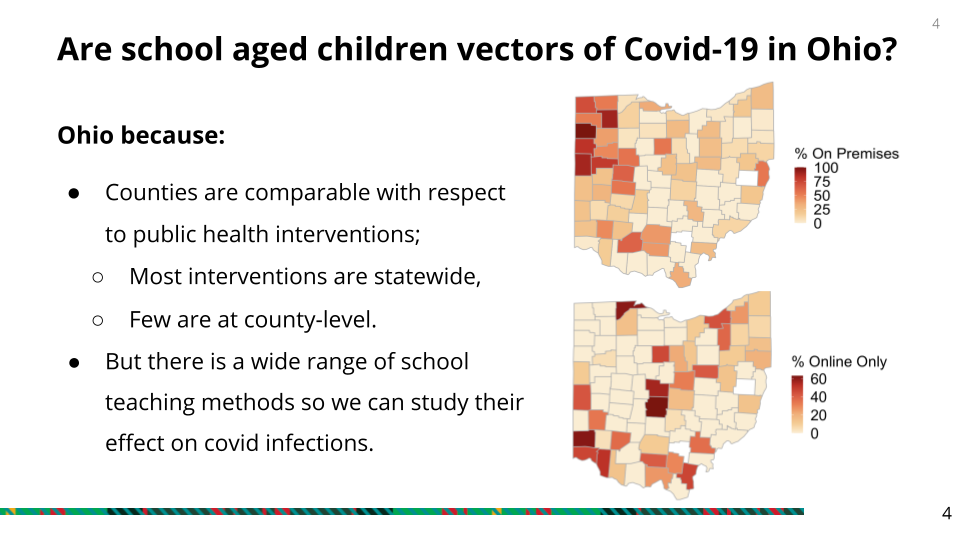 4
Are school aged children vectors of Covid-19 in Ohio?
Ohio because:
● Counties are comparable with respect
to public health interventions;
○ Most interventions are statewide,
○ Few are at county-level.
● But there is a wide range of school
teaching methods so we can study their
effect on covid infections.
% On Premises
100
75
50
25
0
% Online Only
60
40
20
0
4